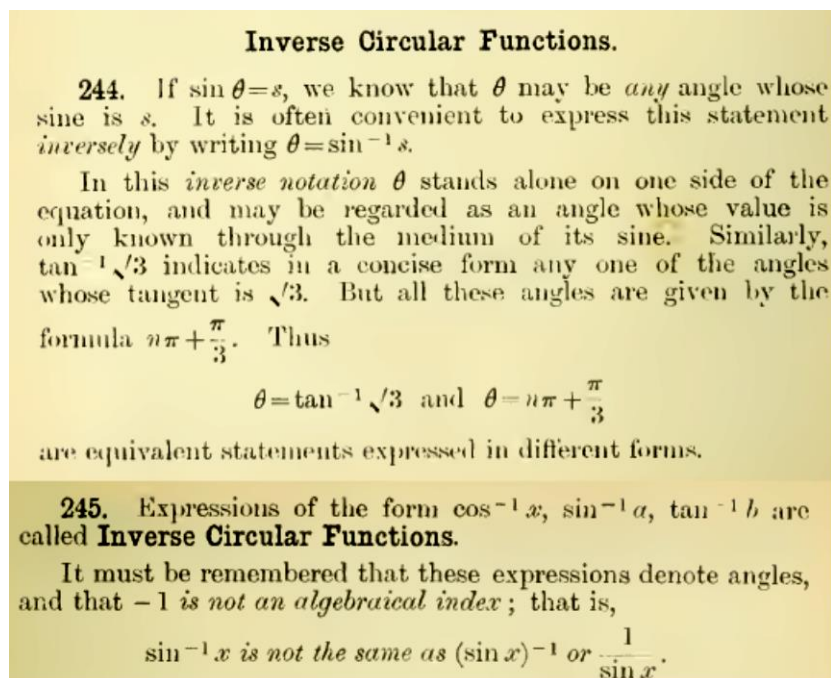 Inverse Circular Functions.
244. If sin θ=s, we know that θ may be any angle whose
sine is s. It is often convenient to express this statement
inversely by writing θ=sin⁻¹ s.
In this inverse notation θ stands alone on one side of the
equation, and may be regarded as an angle whose value is
only known through the medium of its sine. Similarly,
tan⁻¹ √3 indicates in a concise form any one of the angles
whose tangent is √3. But all these angles are given by the
formula nπ + π/3. Thus
θ=tan⁻¹ √3 and θ=nπ + π/3
are equivalent statements expressed in different forms.
245. Expressions of the form cos⁻¹ x, sin⁻¹ a, tan⁻¹ b are
called Inverse Circular Functions.
It must be remembered that these expressions denote angles,
and that −1 is not an algebraical index; that is,
sin⁻¹ x is not the same as (sin x)⁻¹ or 1/sin x.